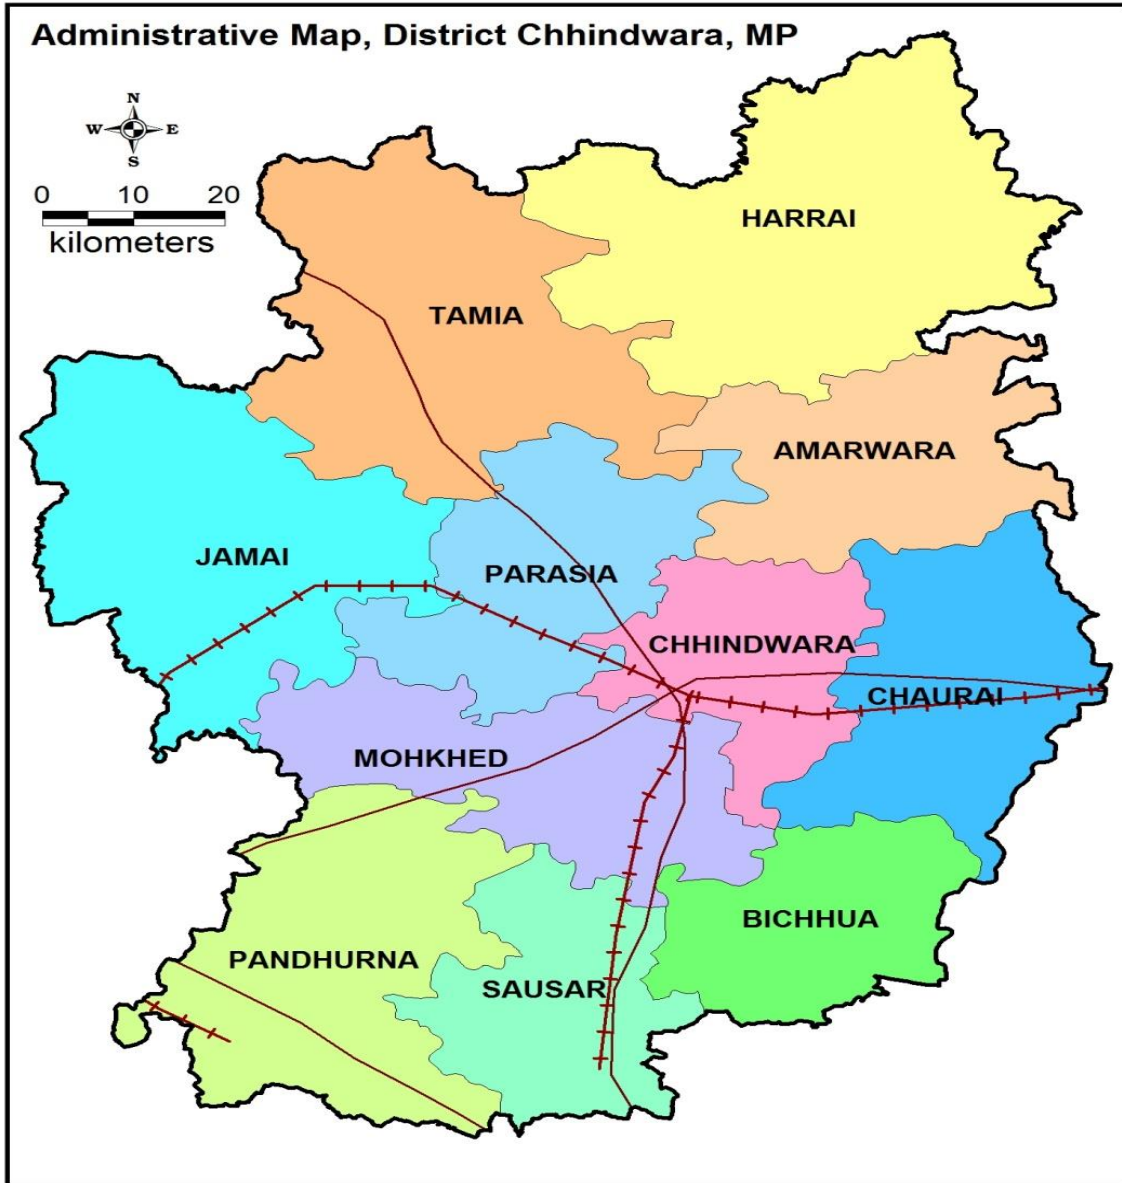 Administrative Map, District Chhindwara, MP
N
W E
S
0 10 20
kilometers
HARRAI
TAMIA
AMARWARA
JAMAI
PARASIA
CHHINDWARA
CHAURAI
MOHKHED
BICHHUA
PANDHURNA
SAUSAR